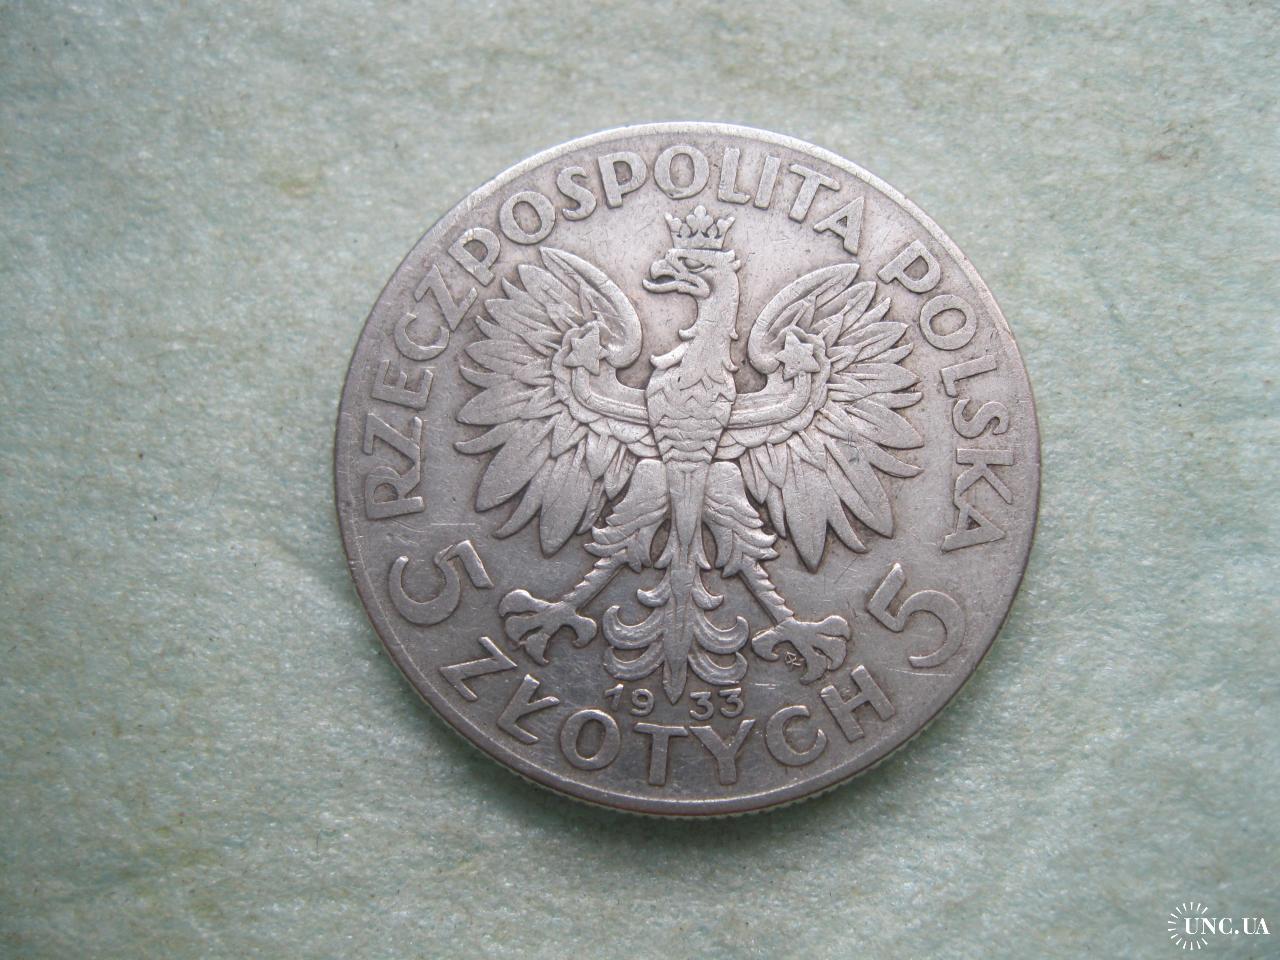 RZECZPOSPOLITA POLSKA
5 ZŁOTYCH 5
1933
UNC.UA